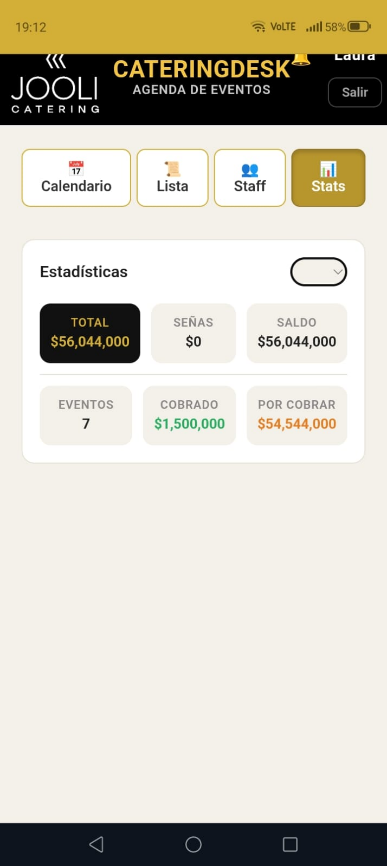 19:12
VoLTE
58%
JOOLI
CATERING
CATERINGDESK
AGENDA DE EVENTOS
Laura
Salir
Calendario
Lista
Staff
Stats
Estadísticas
TOTAL
$56,044,000
SEÑAS
$0
SALDO
$56,044,000
EVENTOS
7
COBRADO
$1,500,000
POR COBRAR
$54,544,000